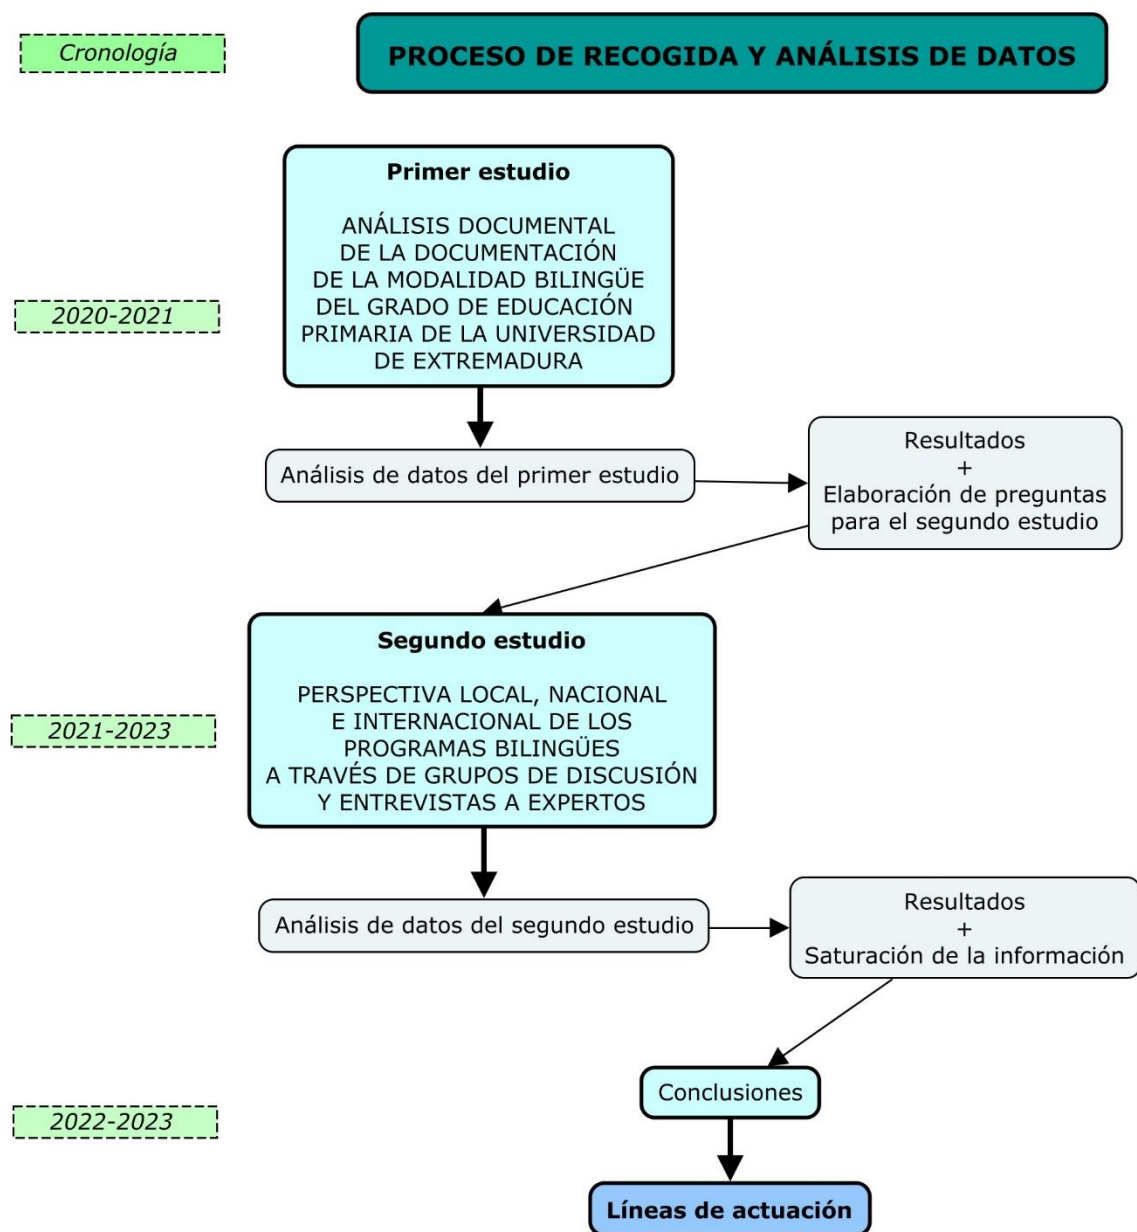 Cronología
PROCESO DE RECOGIDA Y ANÁLISIS DE DATOS
Primer estudio
ANÁLISIS DOCUMENTAL
DE LA DOCUMENTACIÓN
DE LA MODALIDAD BILINGÜE
DEL GRADO DE EDUCACIÓN
PRIMARIA DE LA UNIVERSIDAD
DE EXTREMADURA
2020-2021
Análisis de datos del primer estudio
Resultados
+
Elaboración de preguntas
para el segundo estudio
Segundo estudio
PERSPECTIVA LOCAL, NACIONAL
E INTERNACIONAL DE LOS
PROGRAMAS BILINGÜES
A TRAVÉS DE GRUPOS DE DISCUSIÓN
Y ENTREVISTAS A EXPERTOS
2021-2023
Análisis de datos del segundo estudio
Resultados
+
Saturación de la información
Conclusiones
2022-2023
Líneas de actuación